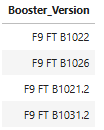 Booster_Version
F9 FT B1022
F9 FT B1026
F9 FT B1021.2
F9 FT B1031.2